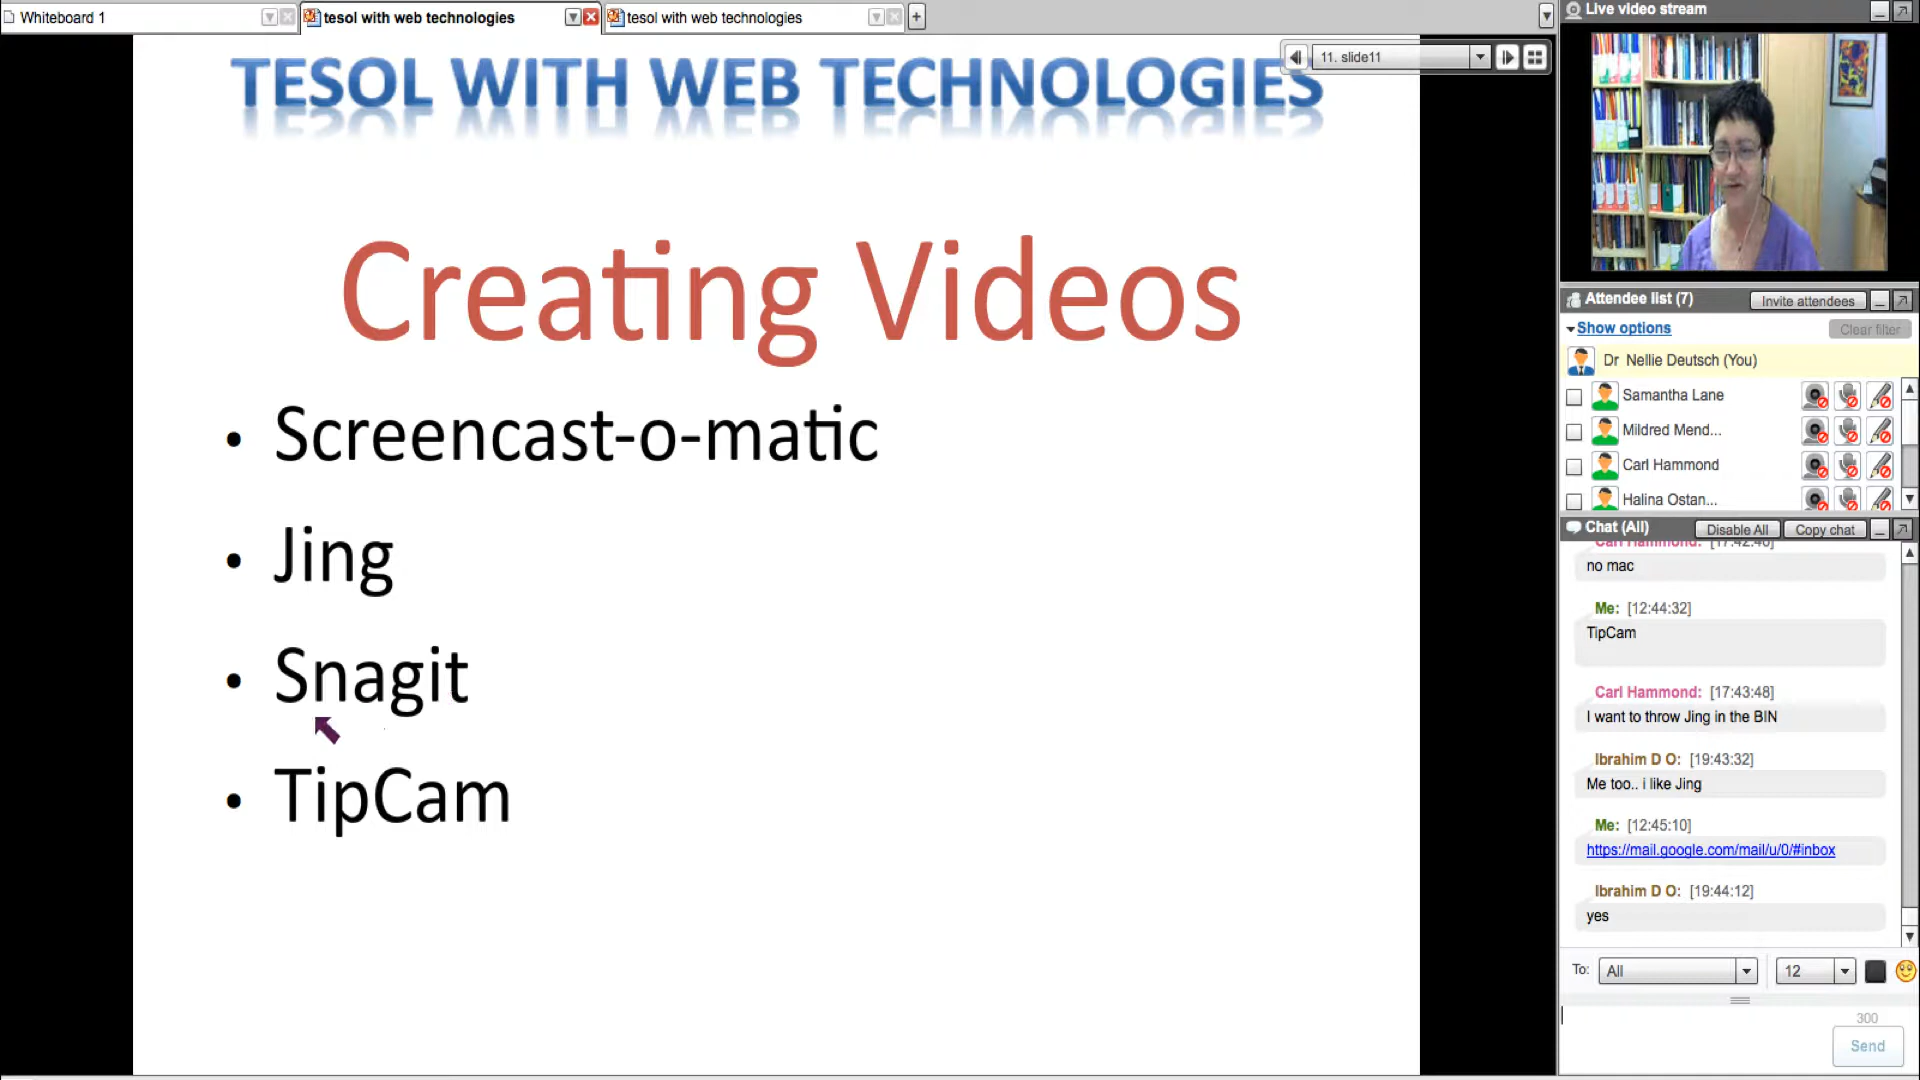 Whiteboard 1
tesol with web technologies
tesol with web technologies
TESOL WITH WEB TECHNOLOGIES
11. slide11
Creating Videos
• Screencast-o-matic
• Jing
• Snagit
• TipCam
Live video stream
Attendee list (7)
Invite attendees
Show options
Clear filter
Dr Nellie Deutsch (You)
Samantha Lane
Mildred Mend...
Carl Hammond
Halina Ostan...
Chat (All)
Disable All
Copy chat
Carl Hammond: [17:42:46]
no mac
Me: [12:44:32]
TipCam
Carl Hammond: [17:43:48]
I want to throw Jing in the BIN
Ibrahim D O: [19:43:32]
Me too.. i like Jing
Me: [12:45:10]
https://mail.google.com/mail/u/0/#inbox
Ibrahim D O: [19:44:12]
yes
To: All
12
300
Send